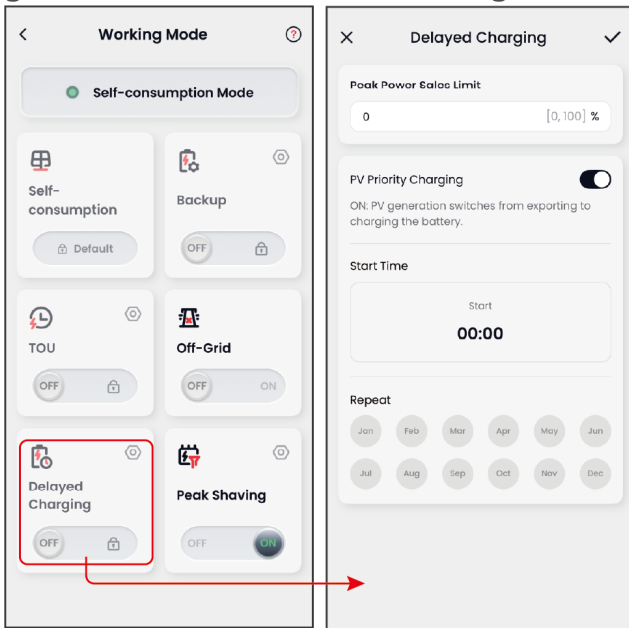 Working Mode
?
Self-consumption Mode
Self-
consumption
Default
Backup
OFF
TOU
OFF
Off-Grid
OFF ON
Delayed
Charging
OFF
Peak Shaving
OFF ON
Delayed Charging
Peak Power Sales Limit
0 [0,100] %
PV Priority Charging
ON: PV generation switches from exporting to
charging the battery.
Start Time
Start
00:00
Repeat
Jan Feb Mar Apr May Jun
Jul Aug Sep Oct Nov Dec